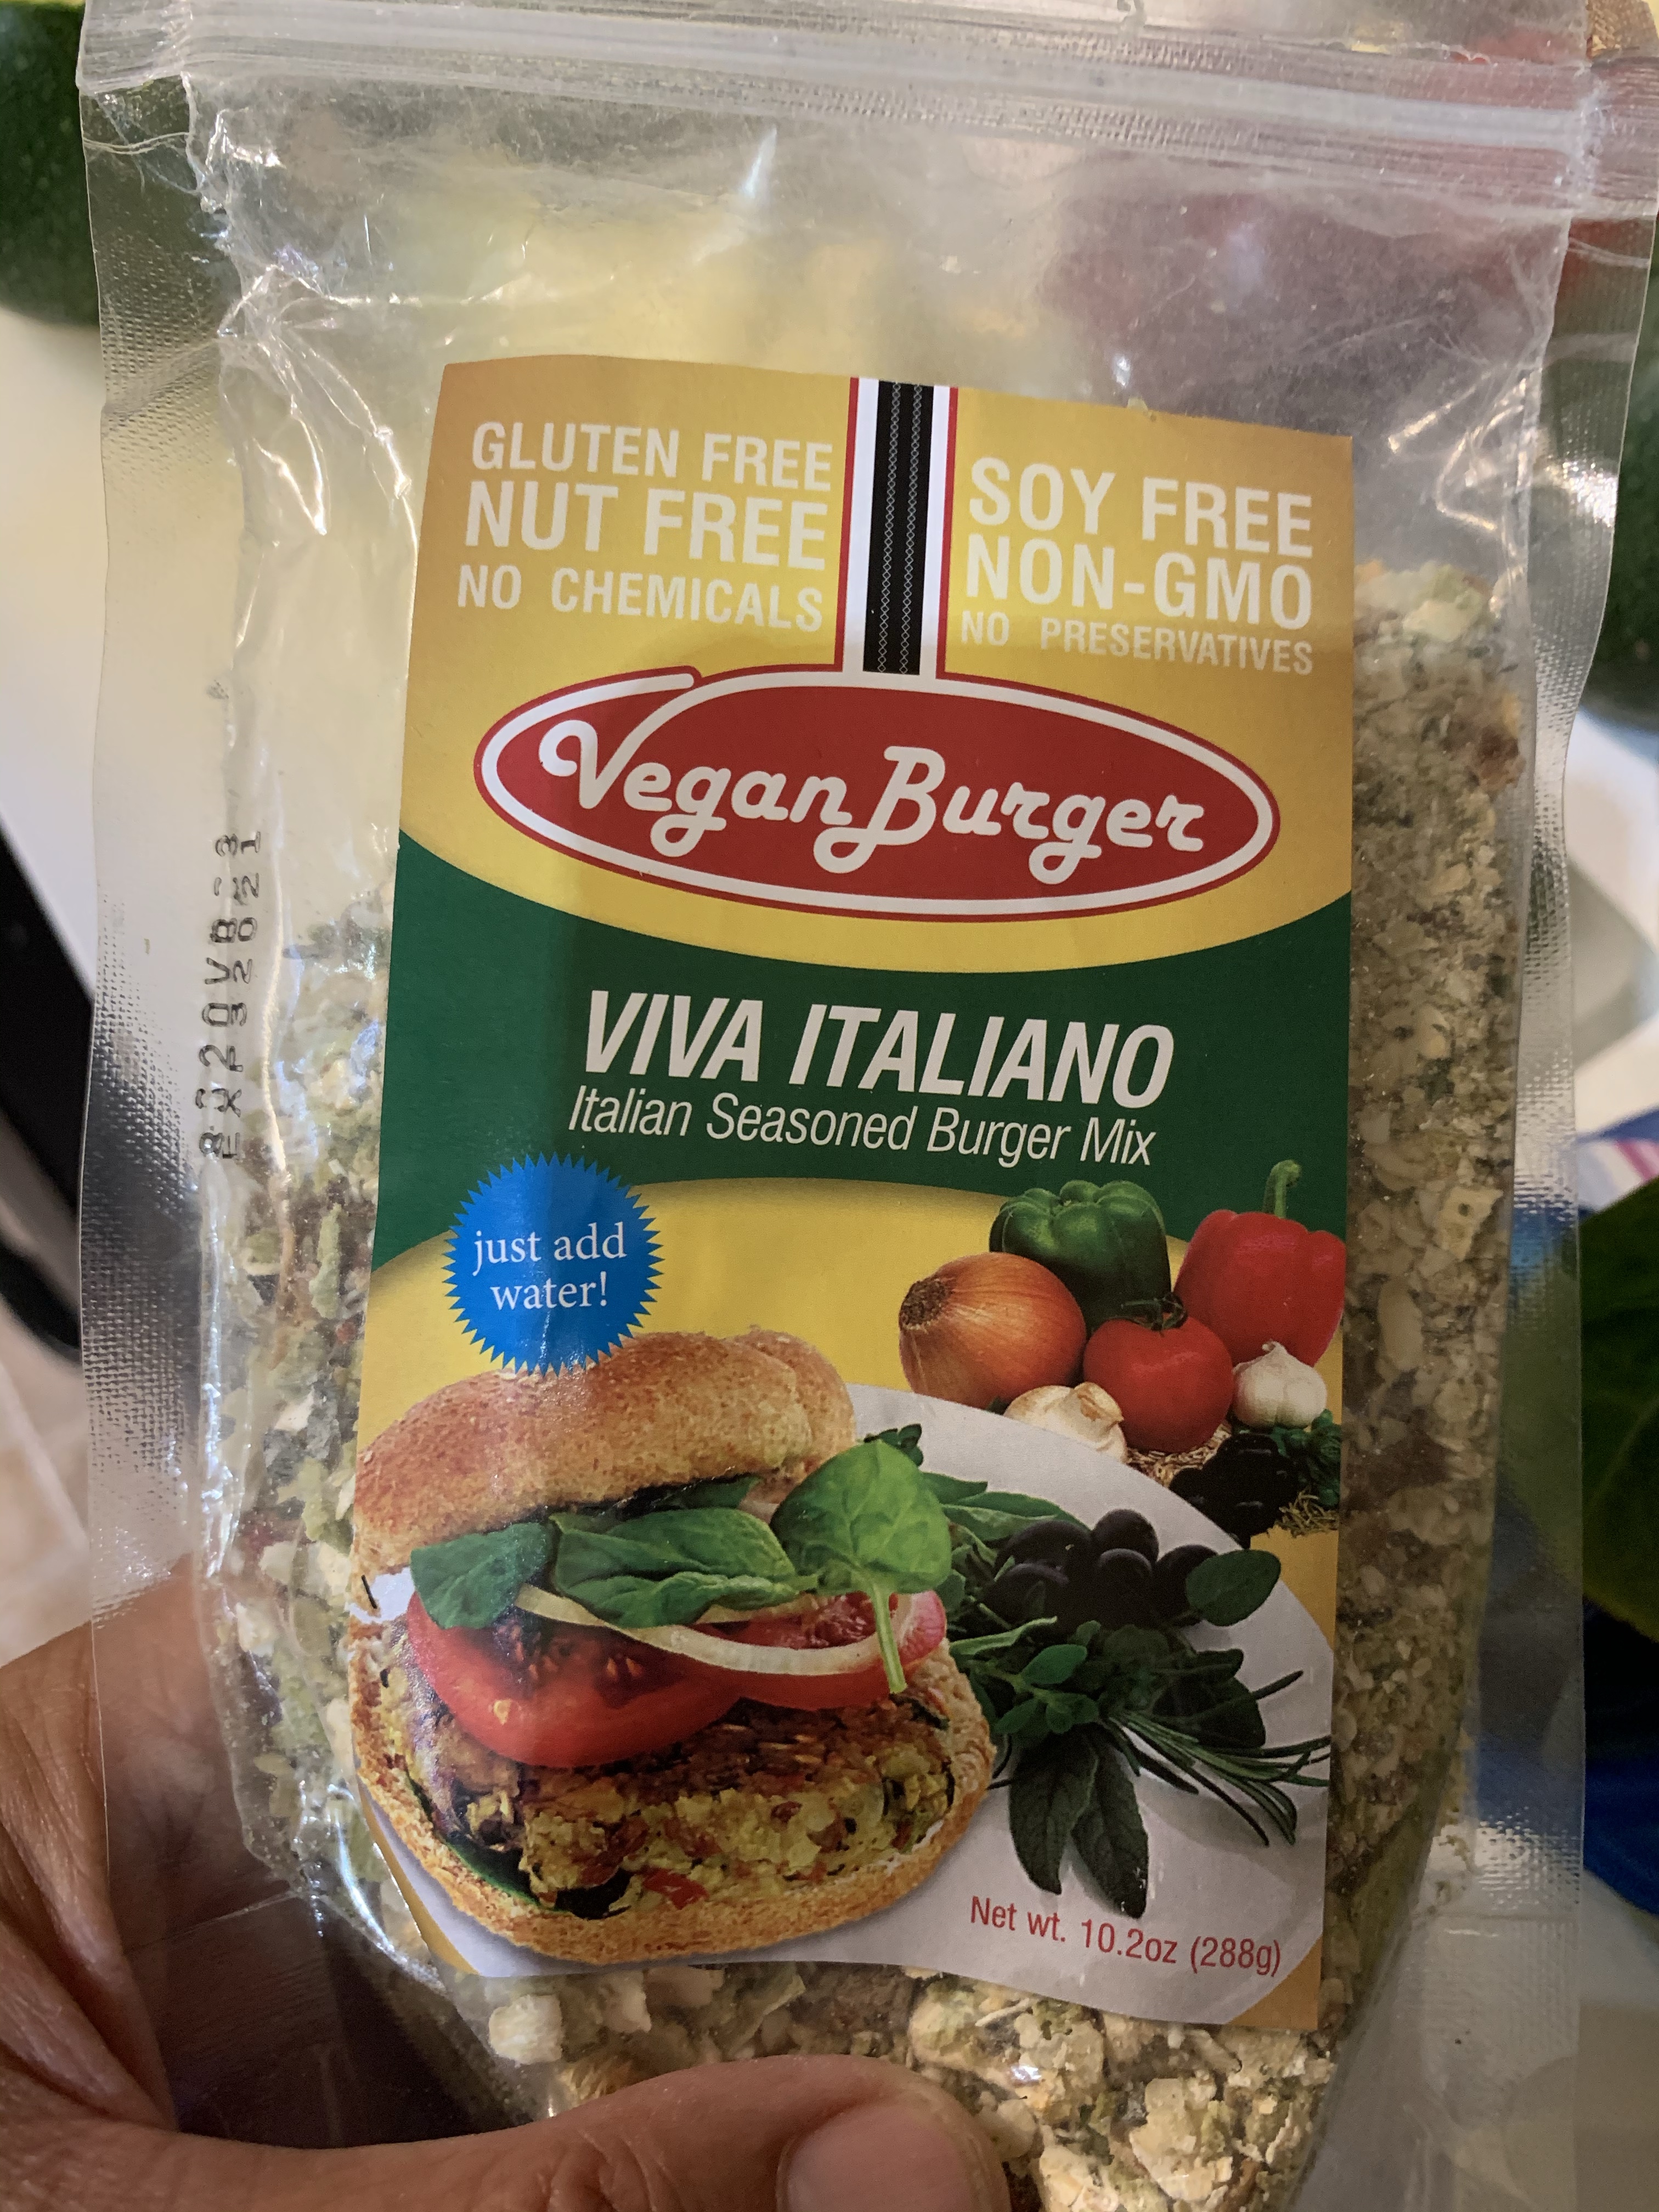 GLUTEN FREE
NUT FREE
NO CHEMICALS
SOY FREE
NON-GMO
NO PRESERVATIVES
Vegan Burger
VIVA ITALIANO
Italian Seasoned Burger Mix
just add
water!
Net wt. 10.2oz (288g)